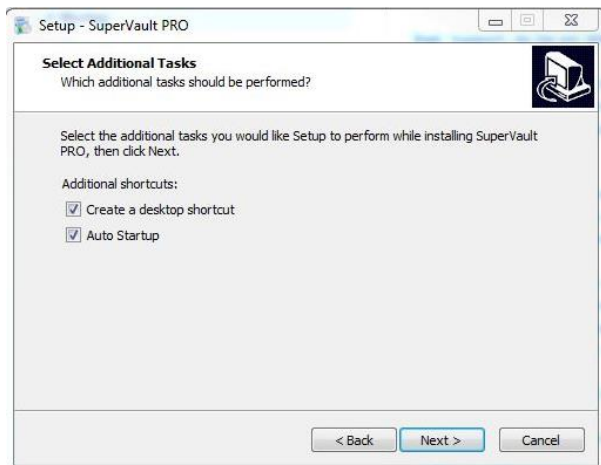 Setup - SuperVault PRO
Select Additional Tasks
Which additional tasks should be performed?
Select the additional tasks you would like Setup to perform while installing SuperVault
PRO, then click Next.
Additional shortcuts:
Create a desktop shortcut
Auto Startup
< Back
Next >
Cancel